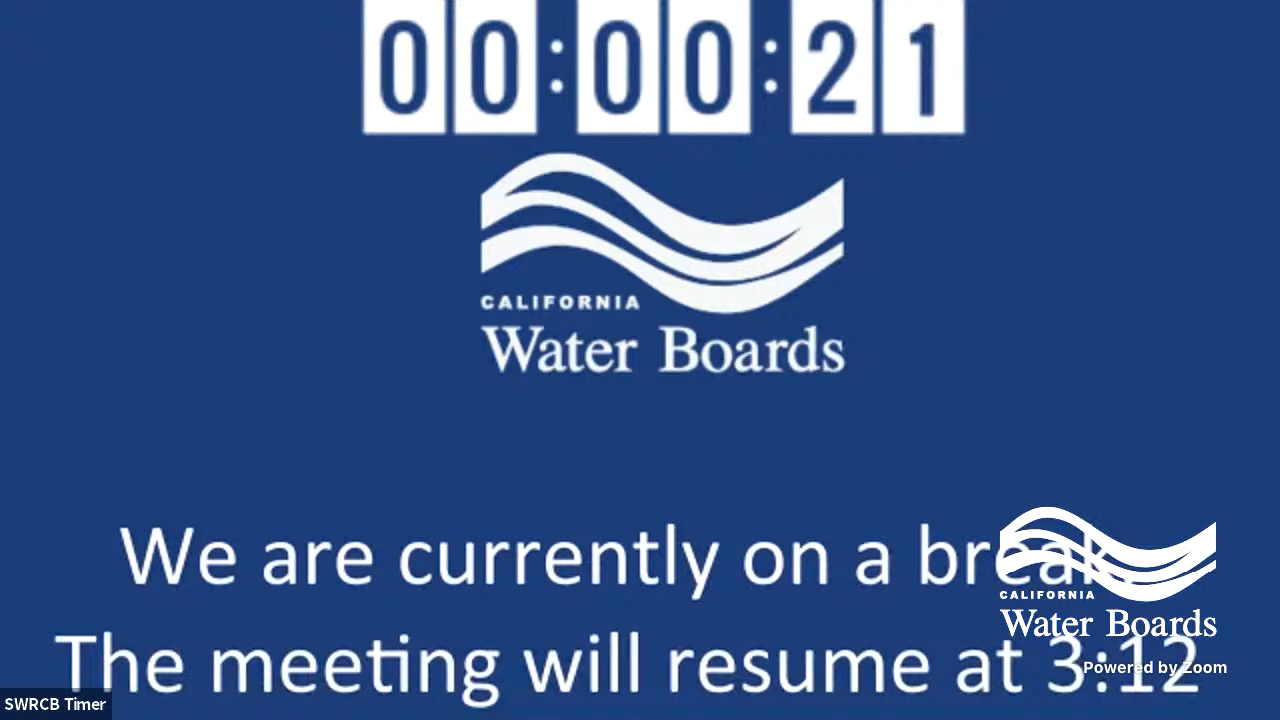 00:00:21
CALIFORNIA
Water Boards
We are currently on a break.
CALIFORNIA
Water Boards
The meeting will resume at 3:12
Powered by Zoom
SWRCB Timer